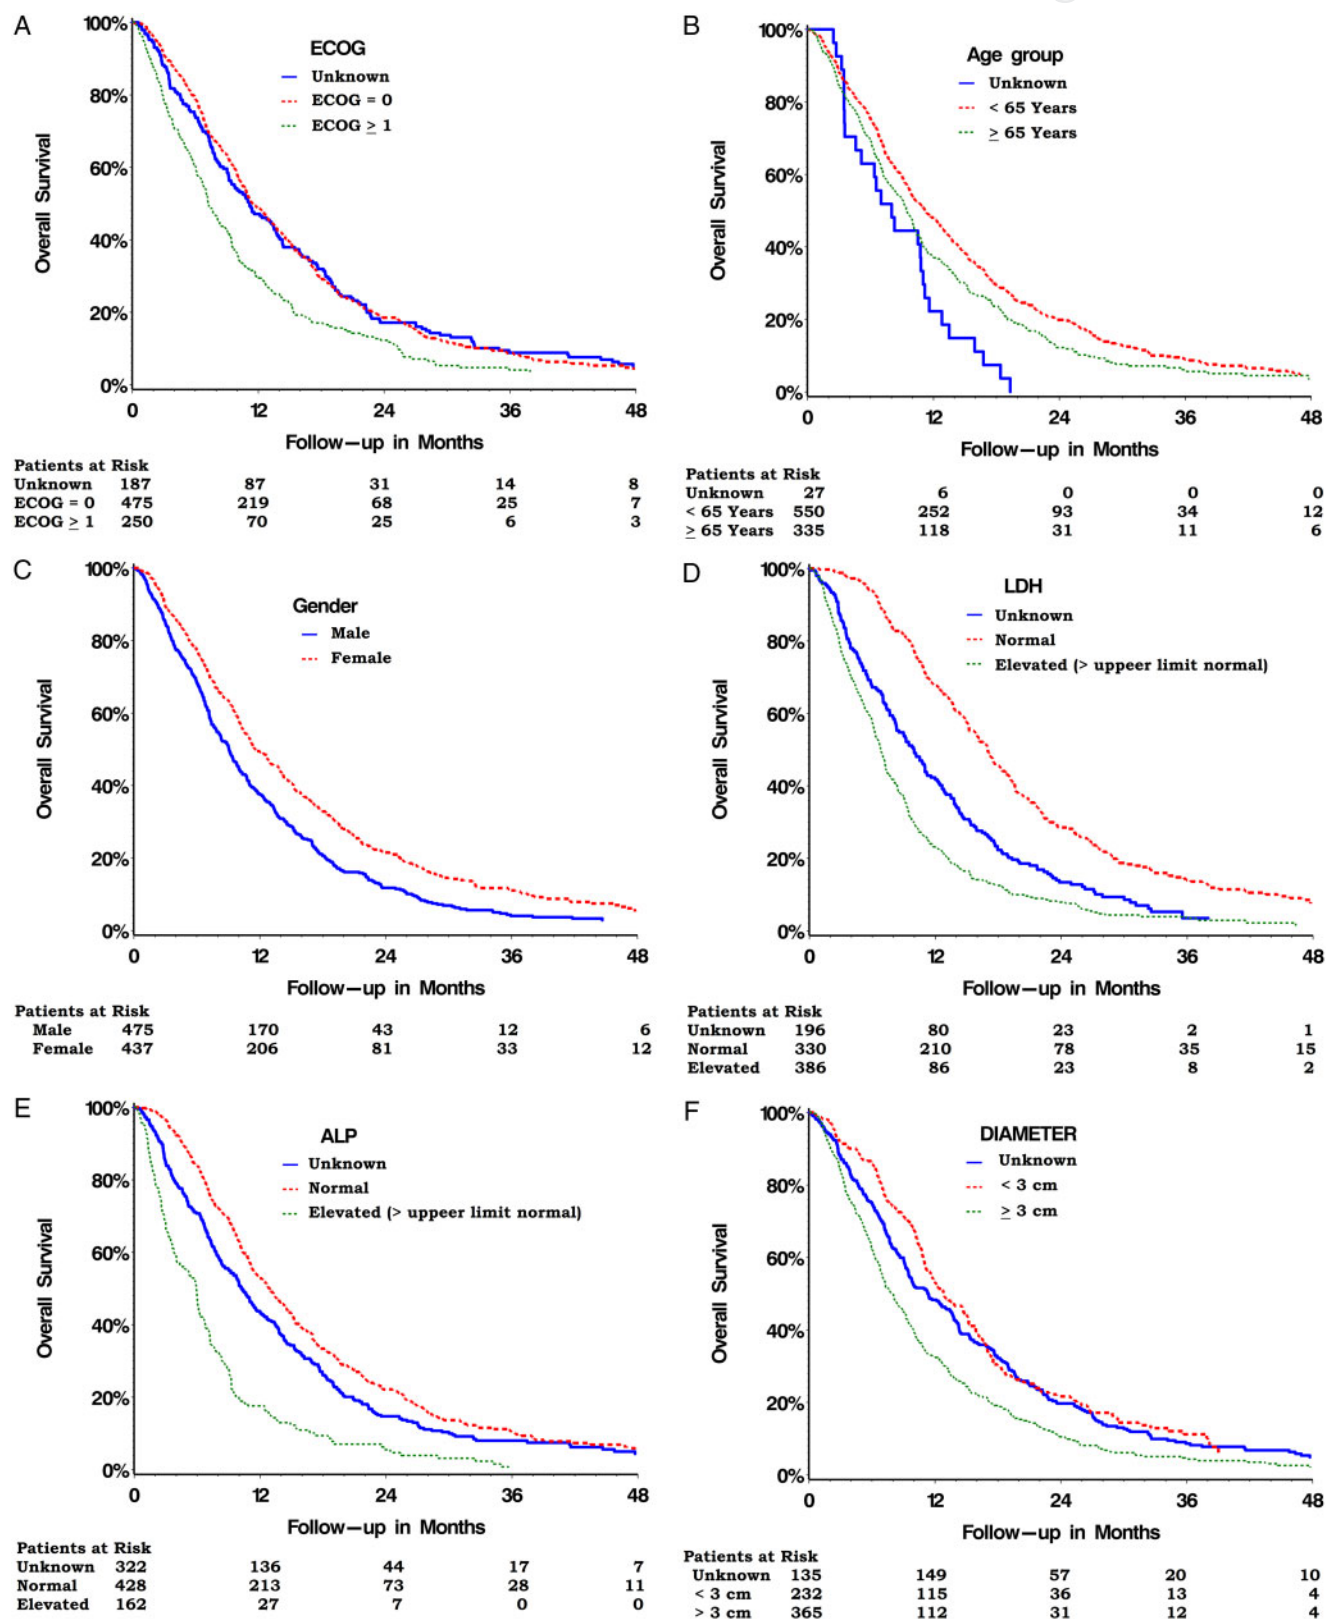 A
ECOG
Unknown
ECOG = 0
ECOG ≥ 1
Overall Survival
100%
80%
60%
40%
20%
0%
0 12 24 36 48
Follow-up in Months
Patients at Risk
Unknown 187 87 31 14 8
ECOG = 0 475 219 68 25 7
ECOG ≥ 1 250 70 25 6 3
B
Age group
Unknown
< 65 Years
≥ 65 Years
Overall Survival
100%
80%
60%
40%
20%
0%
0 12 24 36 48
Follow-up in Months
Patients at Risk
Unknown 27 6 0 0 0
< 65 Years 550 252 93 34 12
≥ 65 Years 335 118 31 11 6
C
Gender
Male
Female
Overall Survival
100%
80%
60%
40%
20%
0%
0 12 24 36 48
Follow-up in Months
Patients at Risk
Male 475 170 43 12 6
Female 437 206 81 33 12
D
LDH
Unknown
Normal
Elevated (> uppeer limit normal)
Overall Survival
100%
80%
60%
40%
20%
0%
0 12 24 36 48
Follow-up in Months
Patients at Risk
Unknown 196 80 23 2 1
Normal 330 210 78 35 15
Elevated 386 86 23 8 2
E
ALP
Unknown
Normal
Elevated (> uppeer limit normal)
Overall Survival
100%
80%
60%
40%
20%
0%
0 12 24 36 48
Follow-up in Months
Patients at Risk
Unknown 322 136 44 17 7
Normal 428 213 73 28 11
Elevated 162 27 7 0 0
F
DIAMETER
Unknown
< 3 cm
≥ 3 cm
Overall Survival
100%
80%
60%
40%
20%
0%
0 12 24 36 48
Follow-up in Months
Patients at Risk
Unknown 135 149 57 20 10
< 3 cm 232 115 36 13 4
> 3 cm 365 112 31 12 4